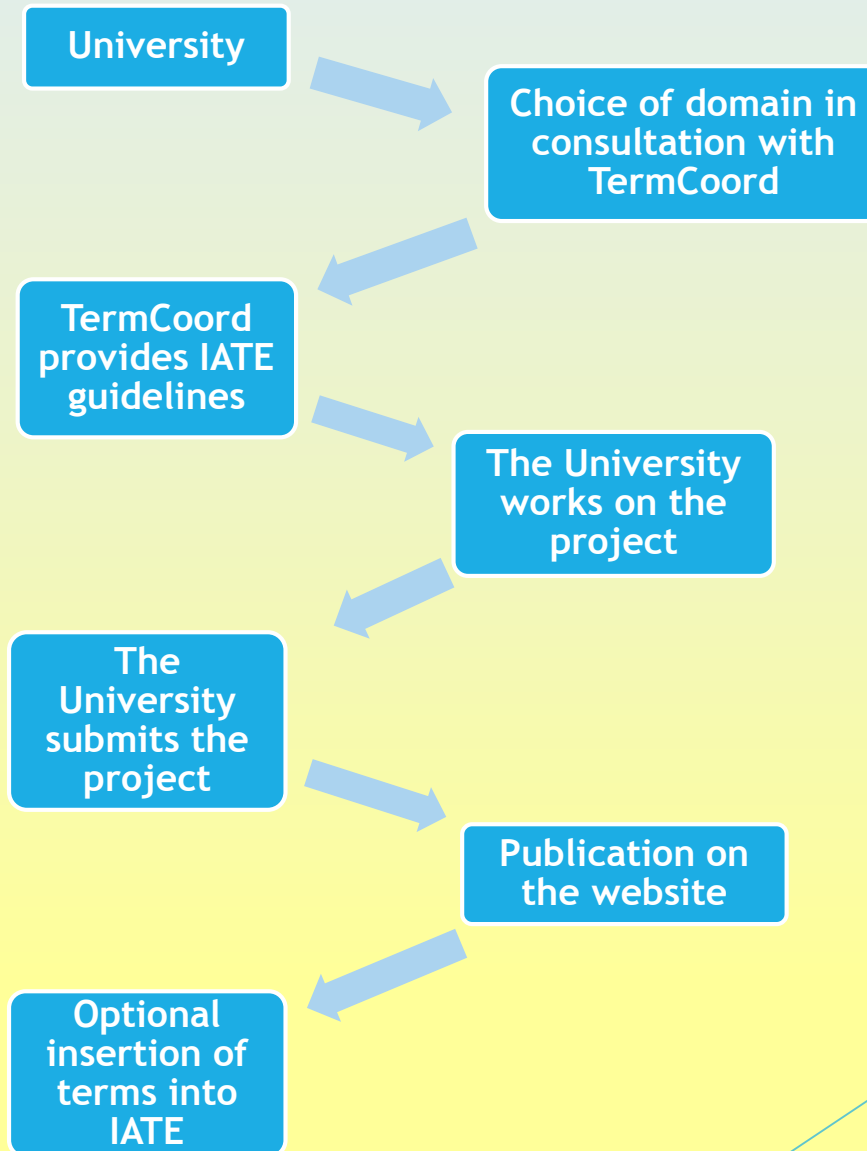 University
Choice of domain in
consultation with
TermCoord
TermCoord
provides IATE
guidelines
The University
works on the
project
The
University
submits the
project
Publication on
the website
Optional
insertion of
terms into
IATE